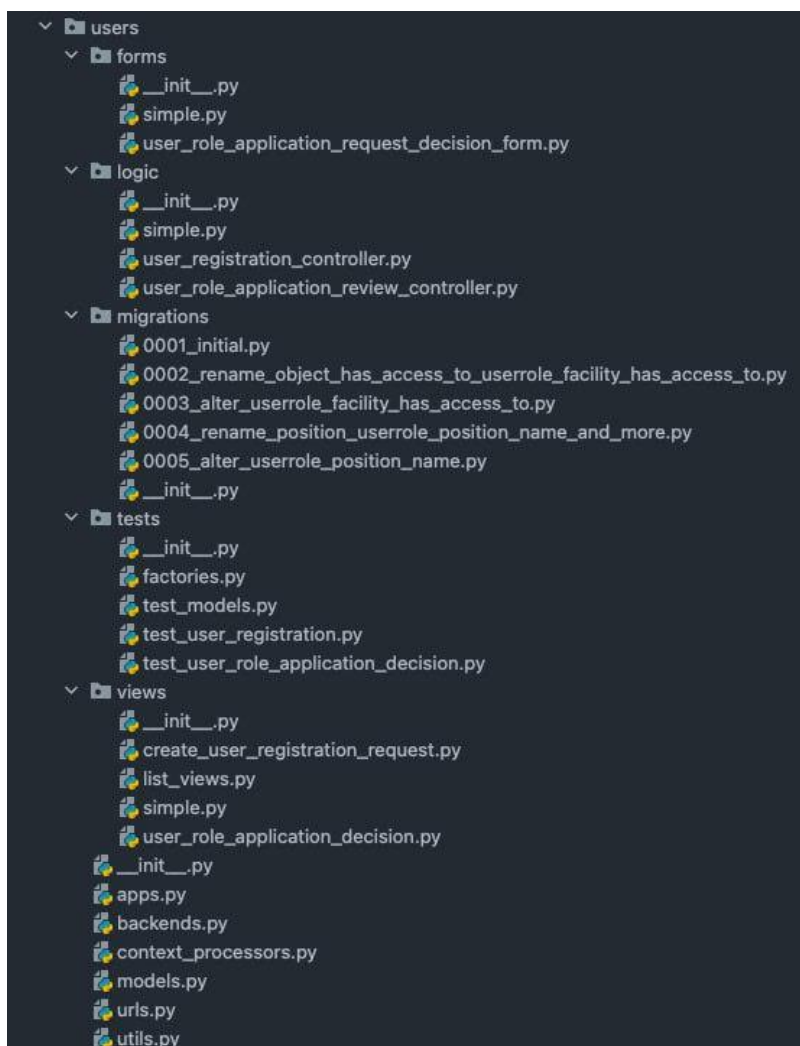 users
forms
__init__.py
simple.py
user_role_application_request_decision_form.py
logic
__init__.py
simple.py
user_registration_controller.py
user_role_application_review_controller.py
migrations
0001_initial.py
0002_rename_object_has_access_to_userrole_facility_has_access_to.py
0003_alter_userrole_facility_has_access_to.py
0004_rename_position_userrole_position_name_and_more.py
0005_alter_userrole_position_name.py
__init__.py
tests
__init__.py
factories.py
test_models.py
test_user_registration.py
test_user_role_application_decision.py
views
__init__.py
create_user_registration_request.py
list_views.py
simple.py
user_role_application_decision.py
__init__.py
apps.py
backends.py
context_processors.py
models.py
urls.py
utils.py